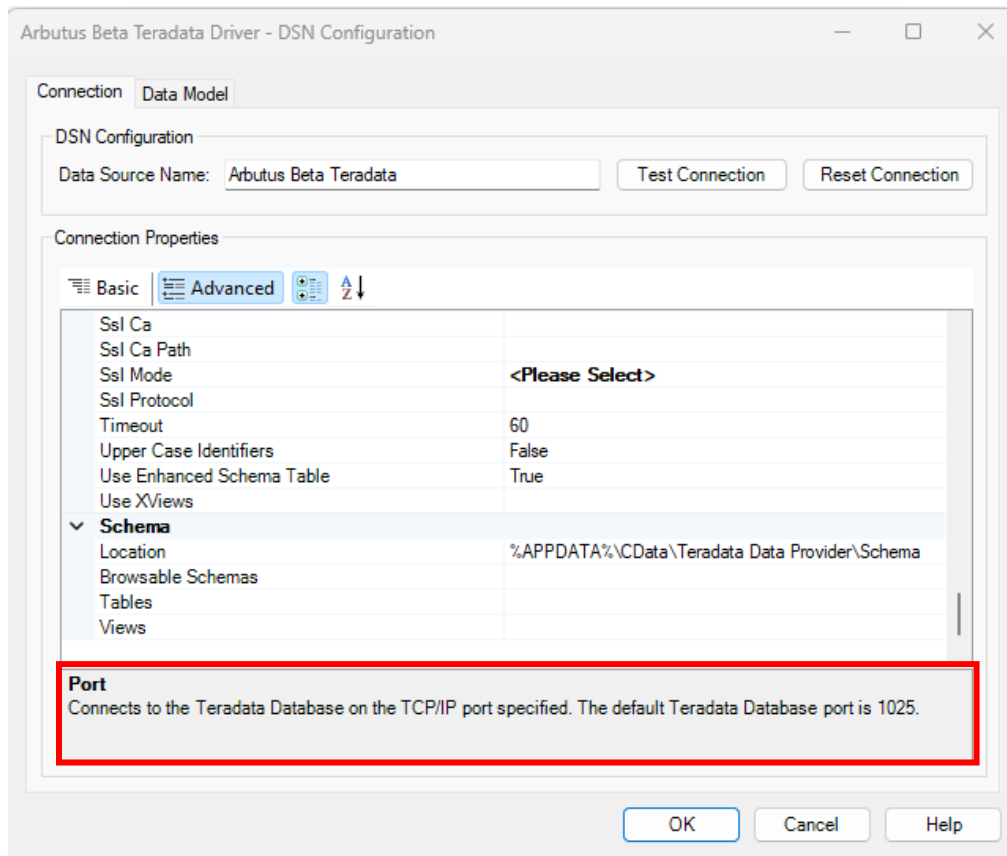 Arbutus Beta Teradata Driver - DSN Configuration
Connection Data Model
DSN Configuration
Data Source Name: Arbutus Beta Teradata Test Connection Reset Connection
Connection Properties
Basic Advanced AZ
Ssl Ca
Ssl Ca Path
Ssl Mode <Please Select>
Ssl Protocol
Timeout 60
Upper Case Identifiers False
Use Enhanced Schema Table True
Use XViews
Schema
Location %APPDATA%\CData\Teradata Data Provider\Schema
Browsable Schemas
Tables
Views
Port
Connects to the Teradata Database on the TCP/IP port specified. The default Teradata Database port is 1025.
OK Cancel Help